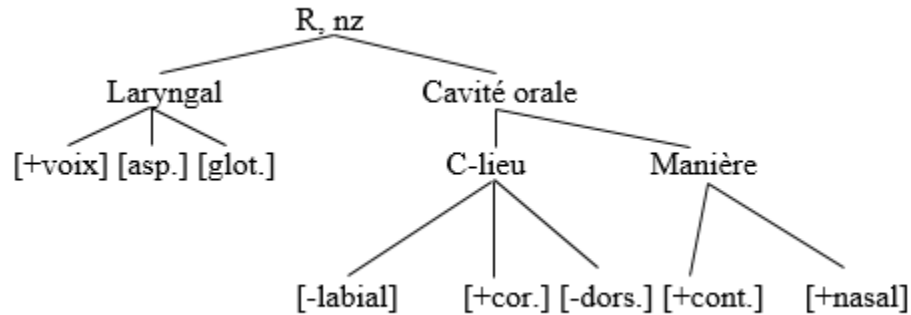 R, nz
Laryngal Cavité orale
[+voix] [asp.] [glot.] C-lieu Manière
[-labial] [+cor.] [-dors.] [+cont.] [+nasal]